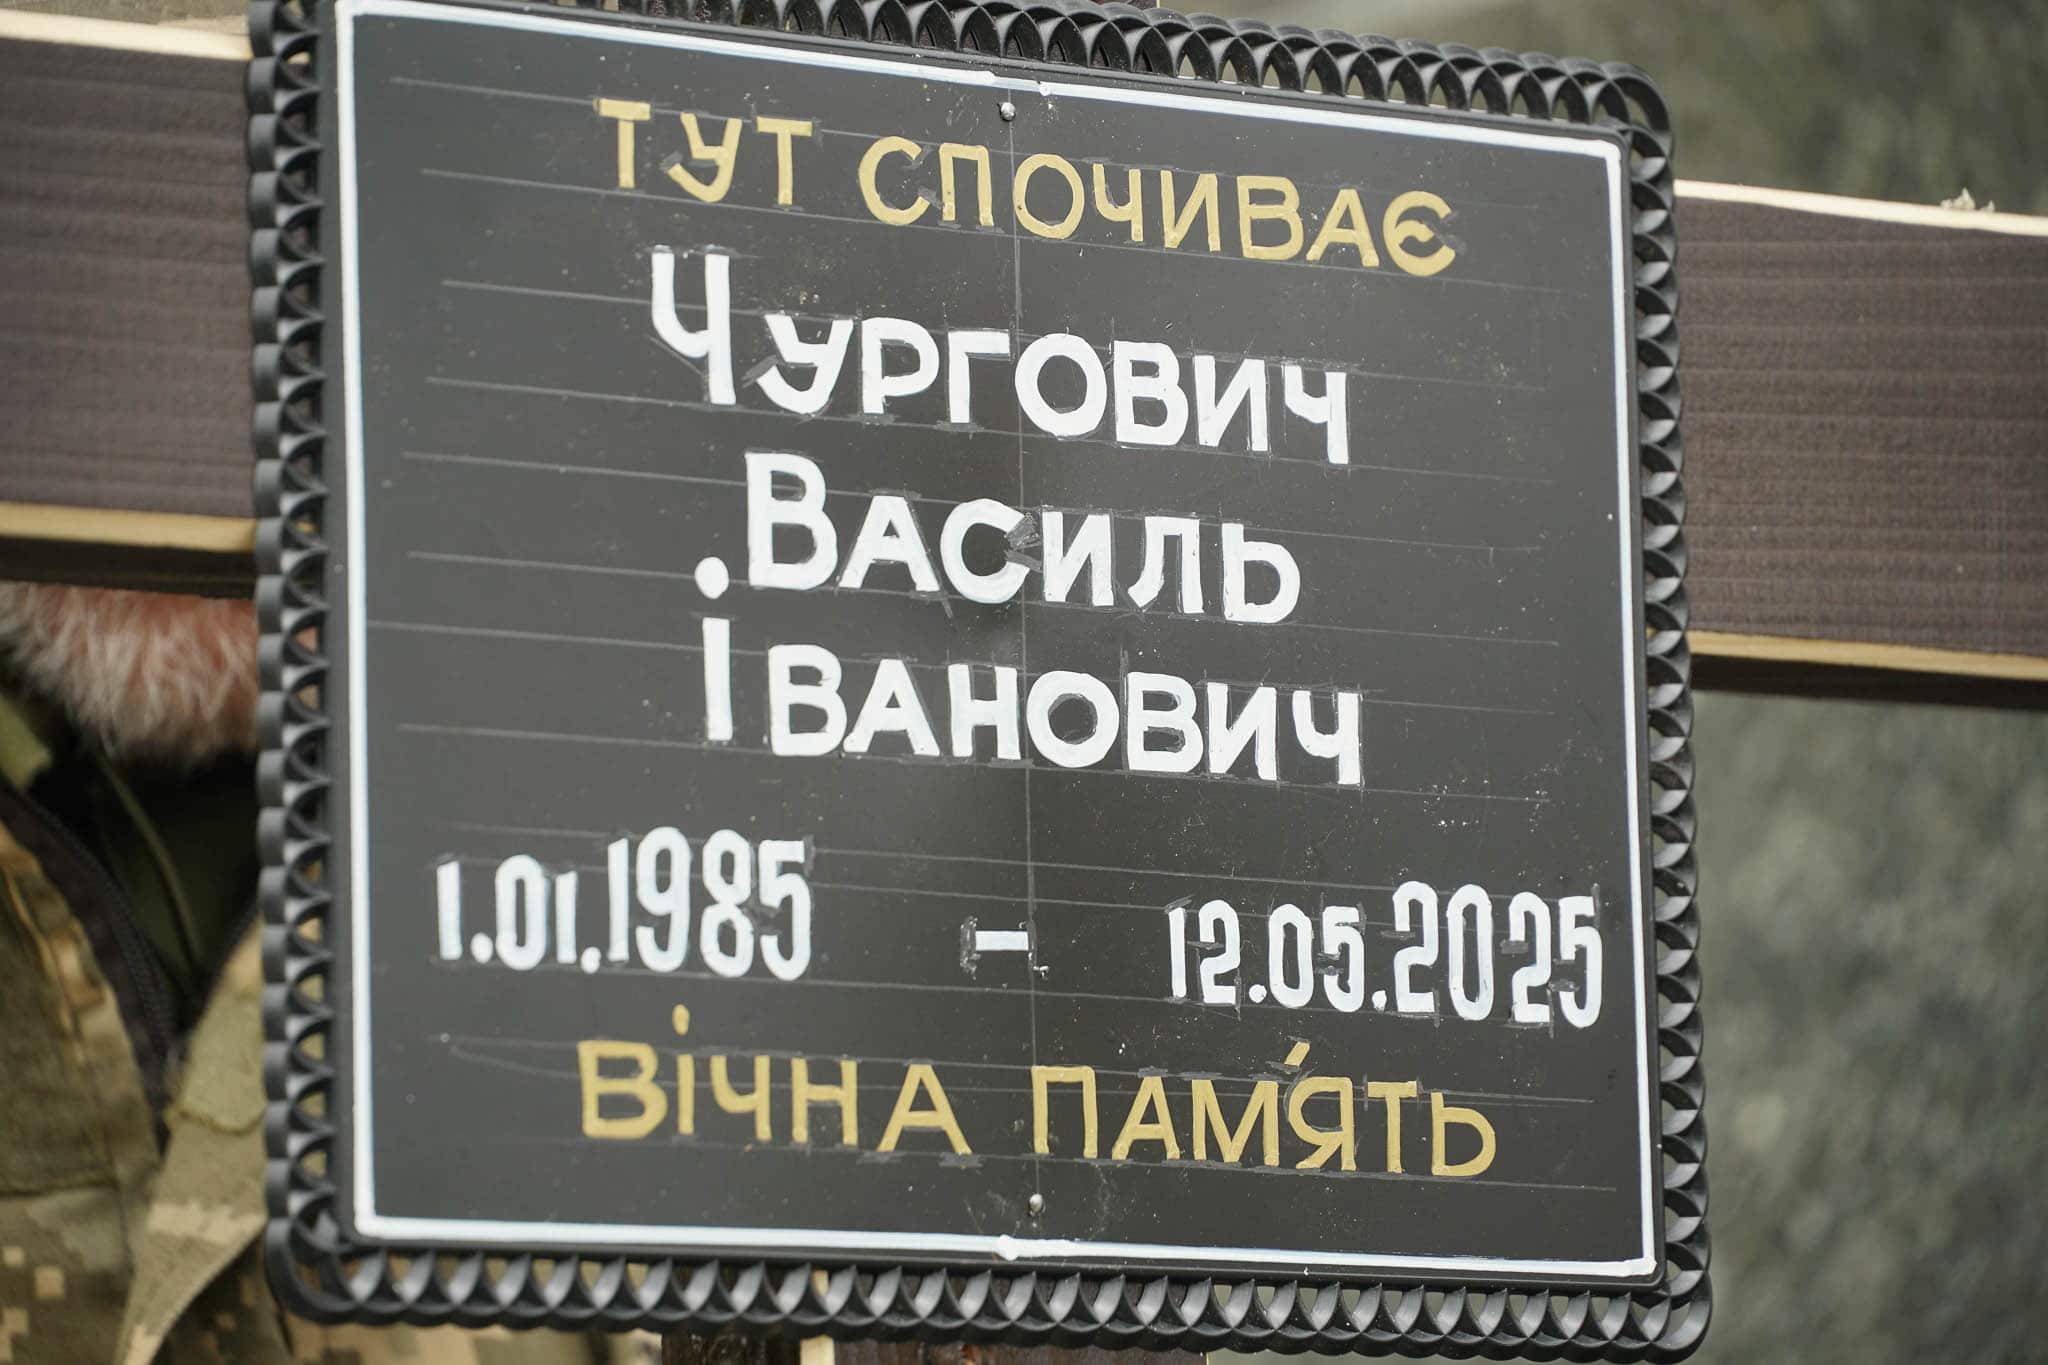 ТУТ СПОЧИВАЄ
ЧУРГОВИЧ
ВАСИЛЬ
ІВАНОВИЧ
1.01.1985 – 12.05.2025
ВІЧНА ПАМ'ЯТЬ